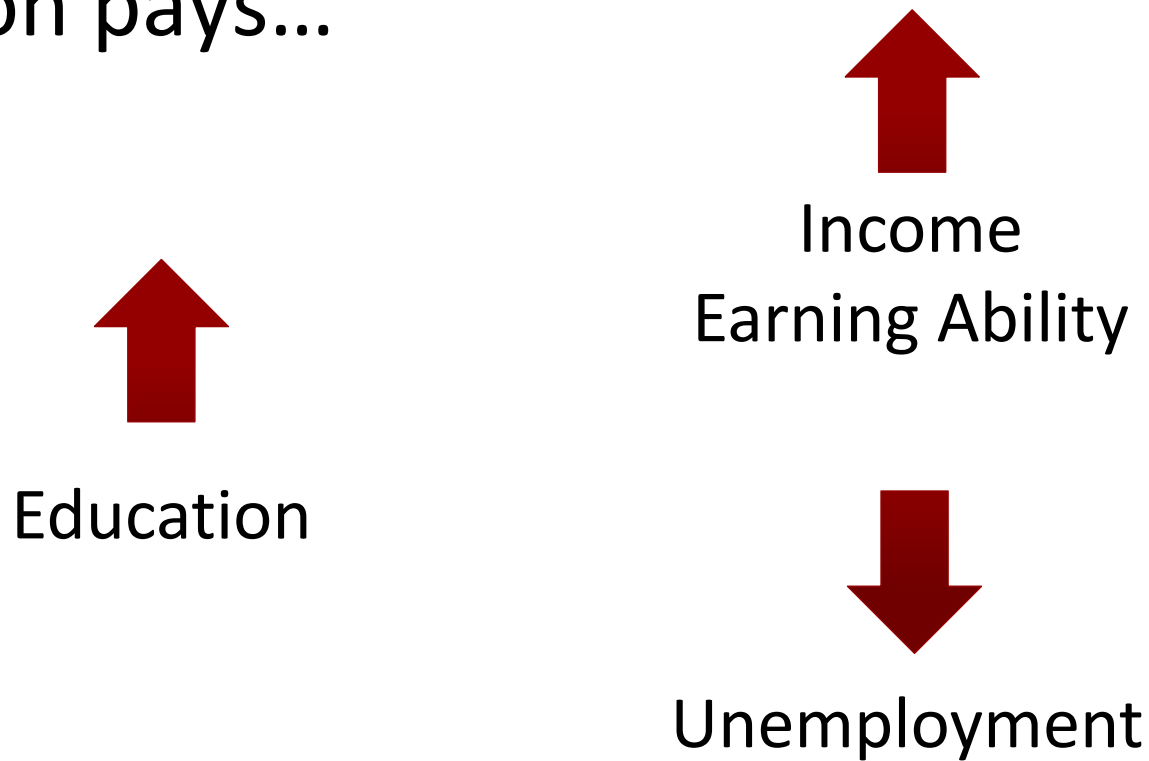 on pays…
Income
Earning Ability
Education
Unemployment